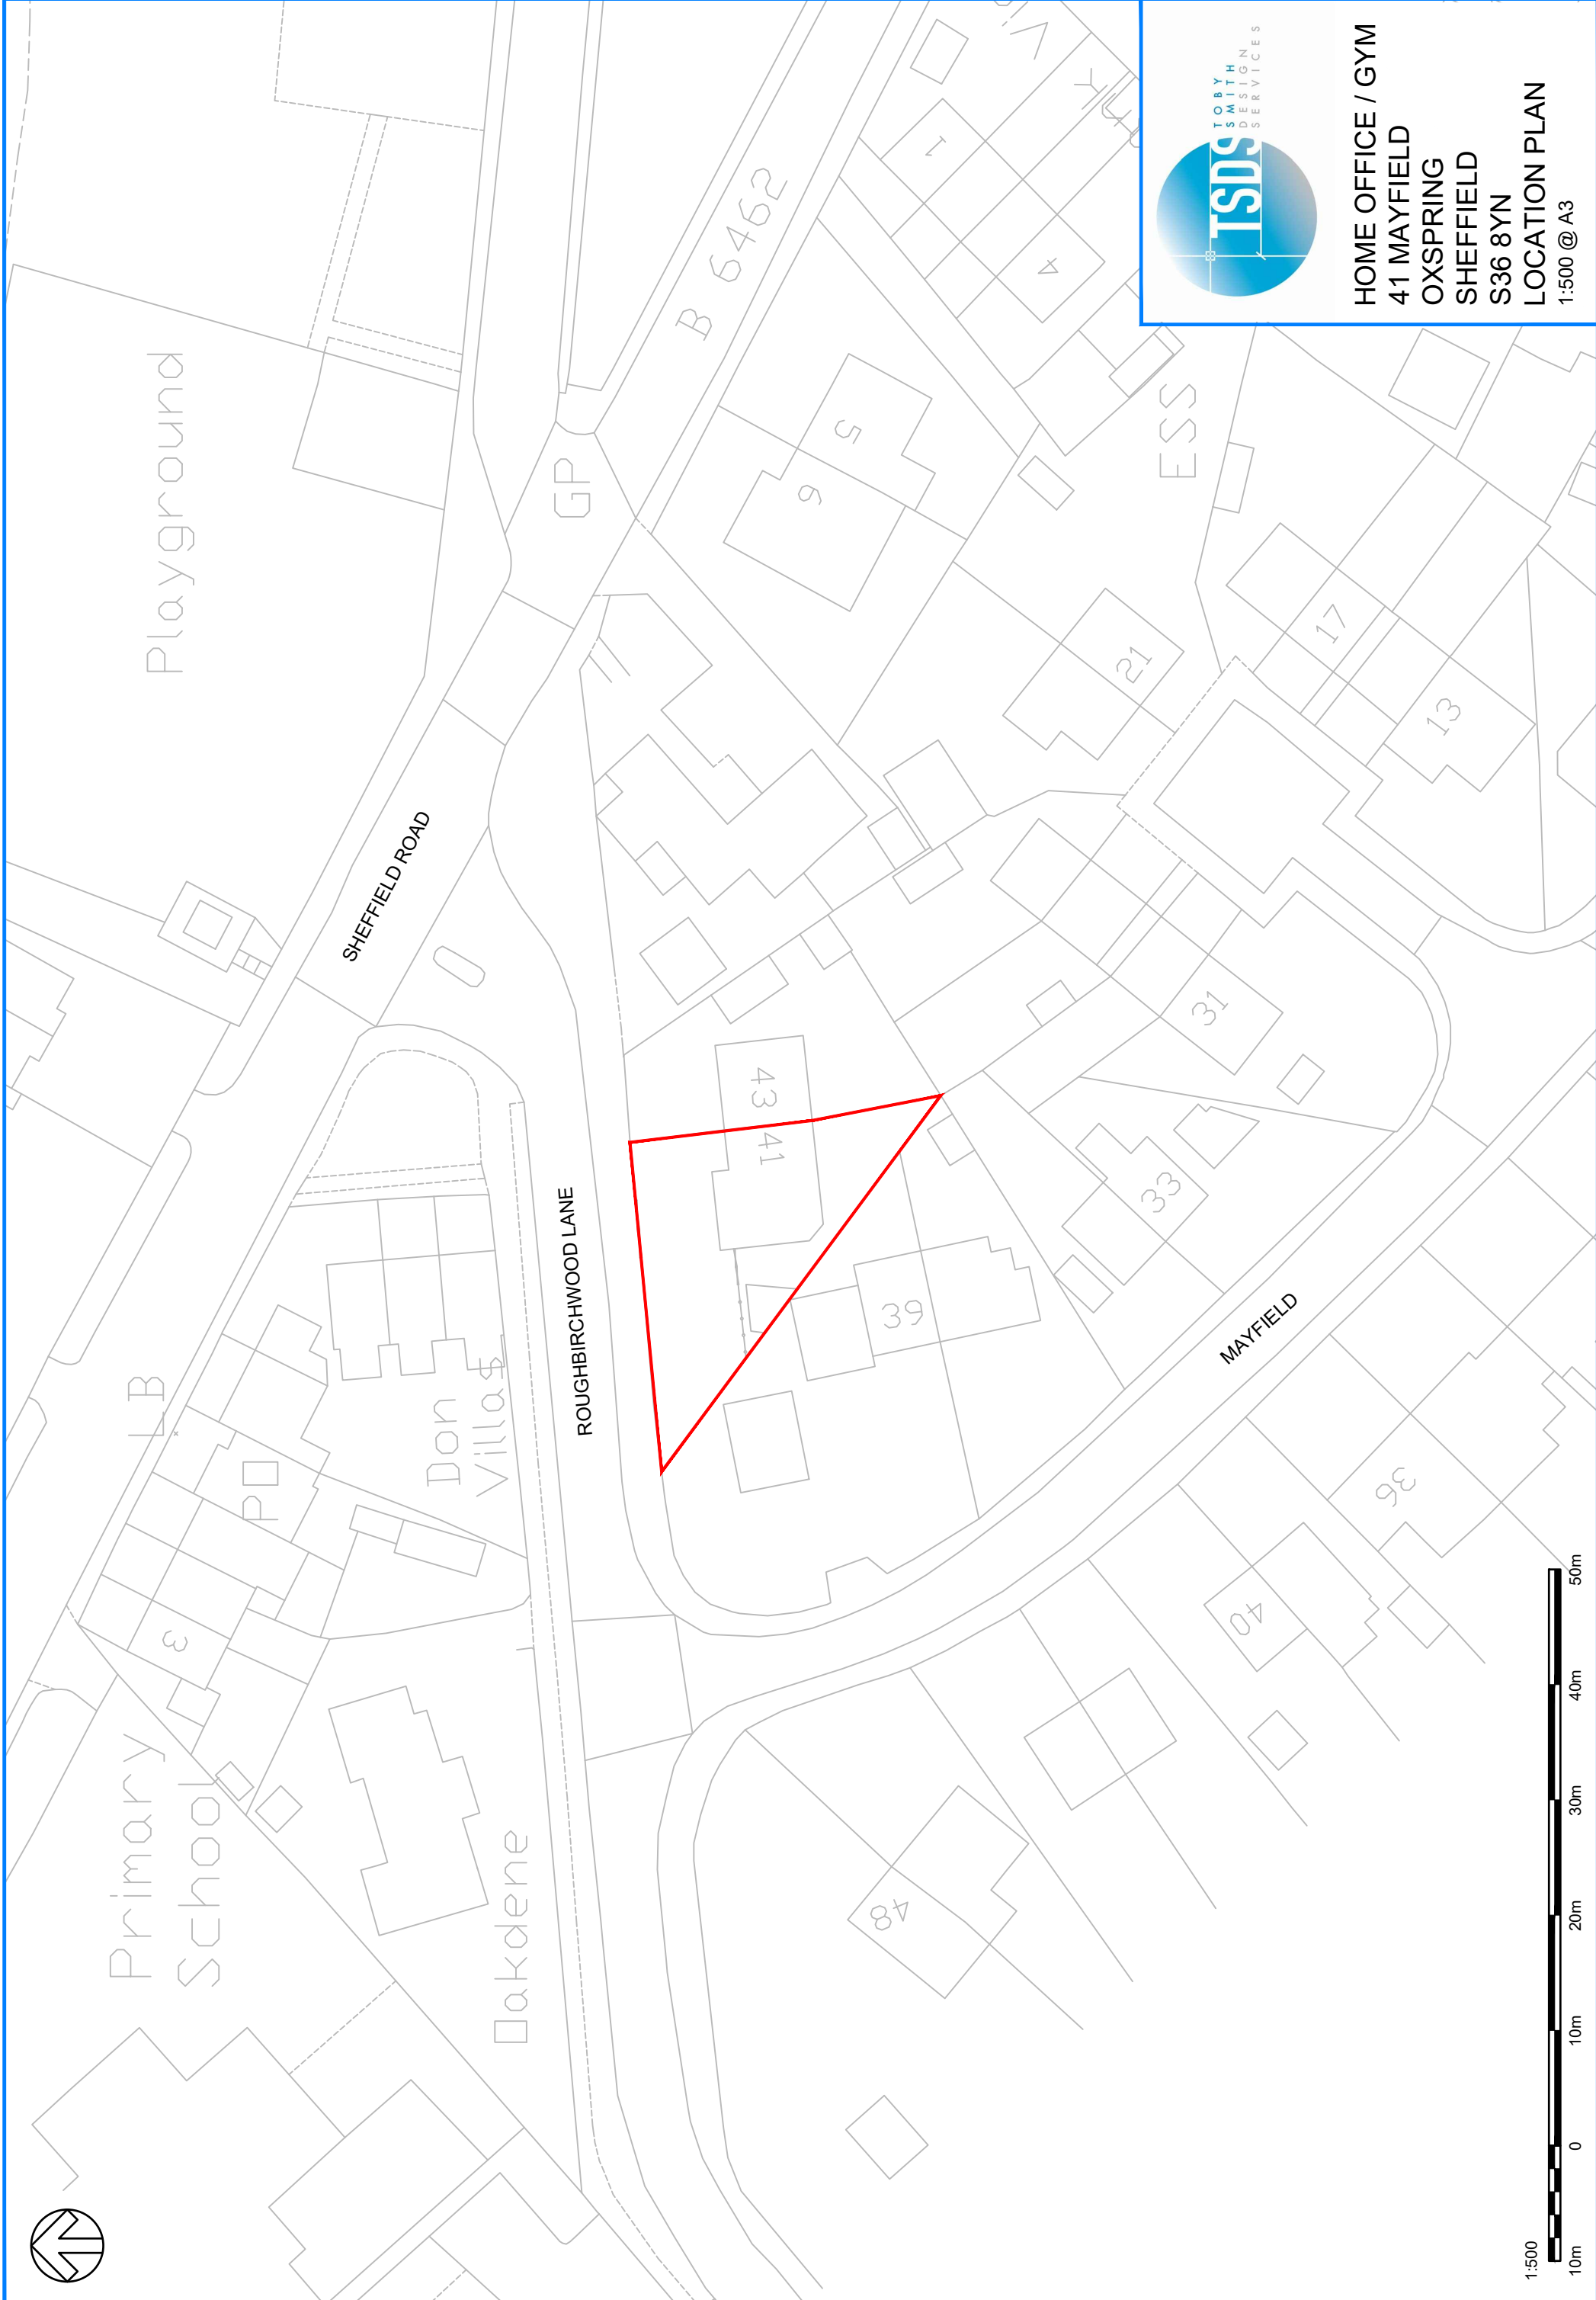 Playground
SHEFFIELD ROAD
B 6462
GP
LB
PO
Don
Villas
3
Primary
School
Oakdene
ROUGHBIRCHWOOD LANE
43
41
39
33
31
21
17
13
5
6
1
4
ESS
MAYFIELD
36
40
48
TSDS
TOBY
SMITH
DESIGN
SERVICES
HOME OFFICE / GYM
41 MAYFIELD
OXSPRING
SHEFFIELD
S36 8YN
LOCATION PLAN
1:500 @ A3
1:500
10m 0 10m 20m 30m 40m 50m